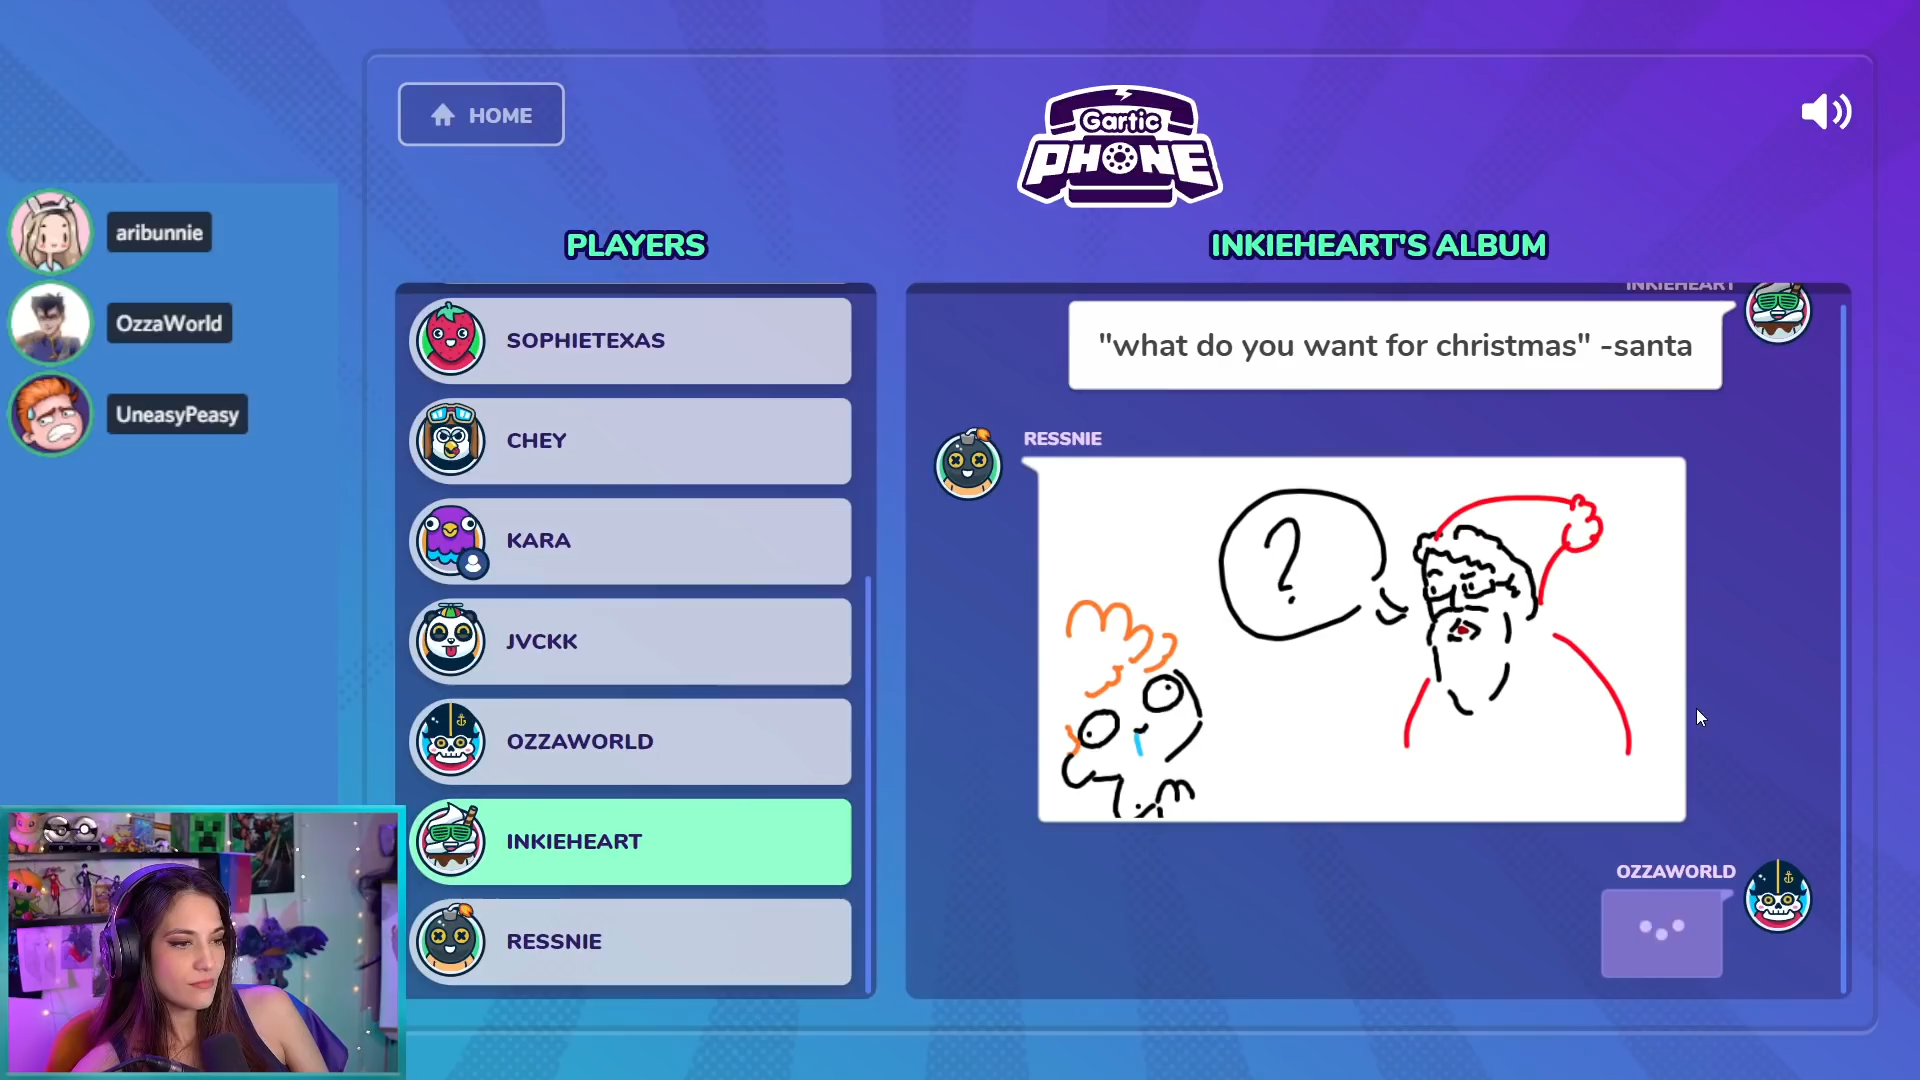 HOME
Gartic
PHONE
aribunnie
OzzaWorld
UneasyPeasy
PLAYERS
SOPHIETEXAS
CHEY
KARA
JVCKK
OZZAWORLD
INKIEHEART
RESSNIE
INKIEHEART'S ALBUM
INKIEHEART
"what do you want for christmas" -santa
RESSNIE
?
OZZAWORLD